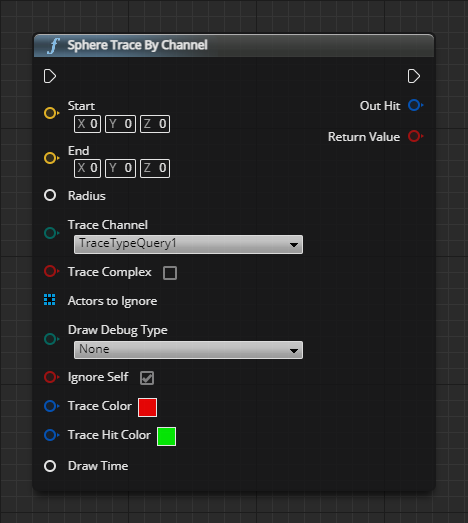 f Sphere Trace By Channel
Start
Out Hit
X 0 Y 0 Z 0
Return Value
End
X 0 Y 0 Z 0
Radius
Trace Channel
TraceTypeQuery1
Trace Complex
Actors to Ignore
Draw Debug Type
None
Ignore Self
Trace Color
Trace Hit Color
Draw Time